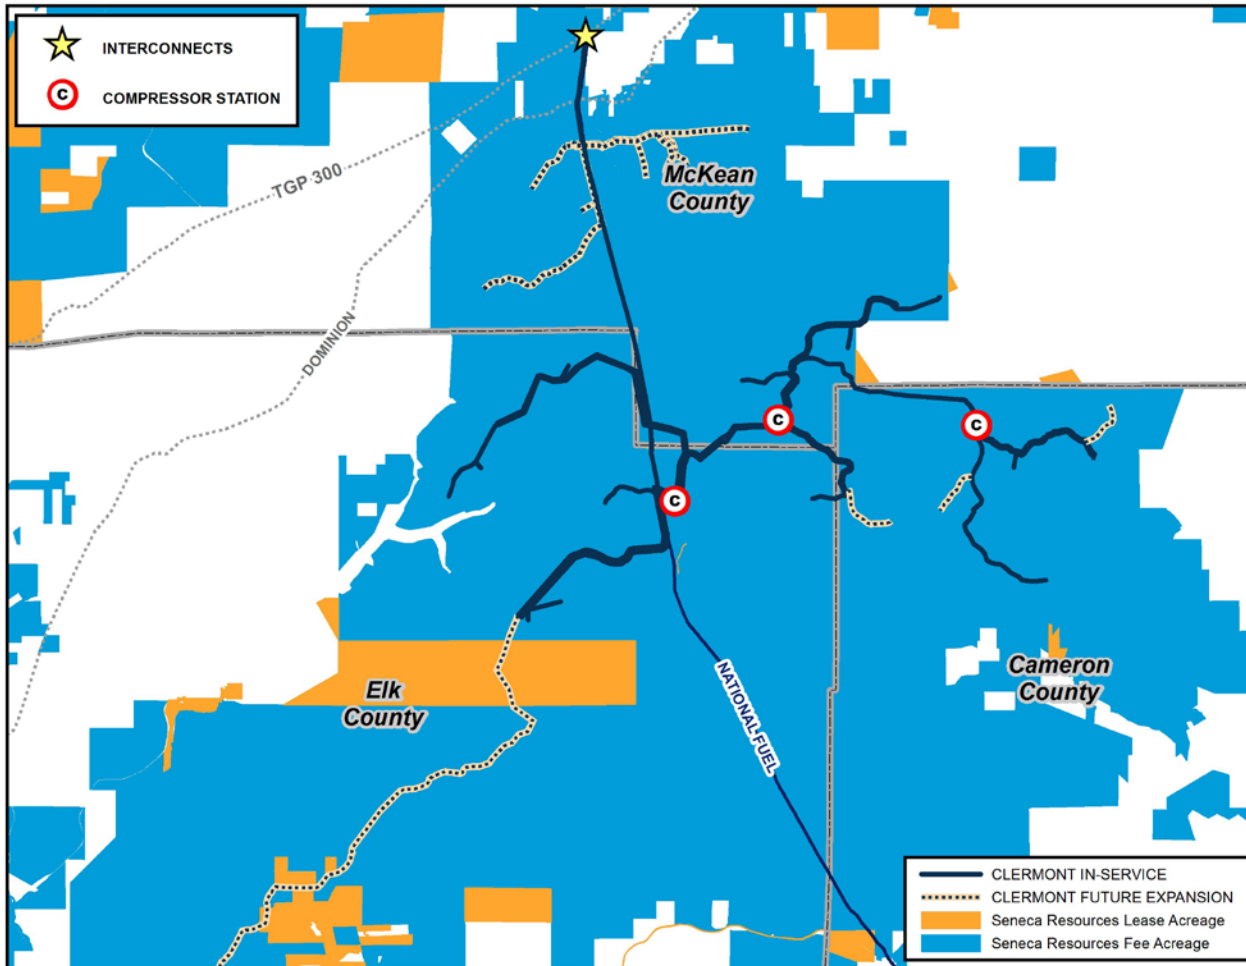 INTERCONNECTS
C
COMPRESSOR STATION
TGP 300
McKean
County
DOMINION
C
C
C
Elk
County
Cameron
County
NATIONAL FUEL
CLERMONT IN-SERVICE
CLERMONT FUTURE EXPANSION
Seneca Resources Lease Acreage
Seneca Resources Fee Acreage